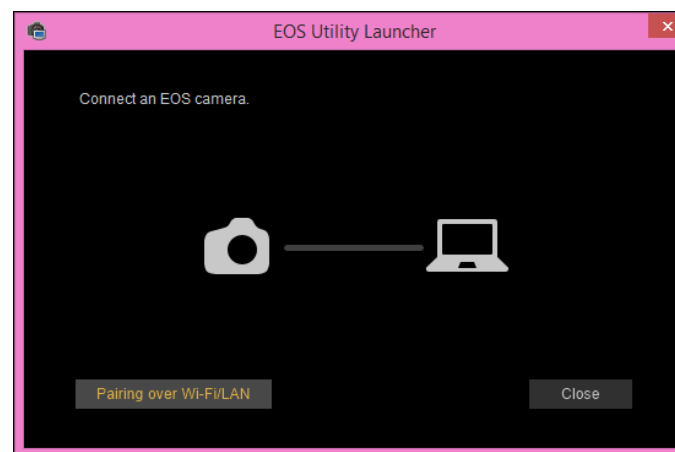 EOS Utility Launcher
Connect an EOS camera.
Pairing over Wi-Fi/LAN
Close